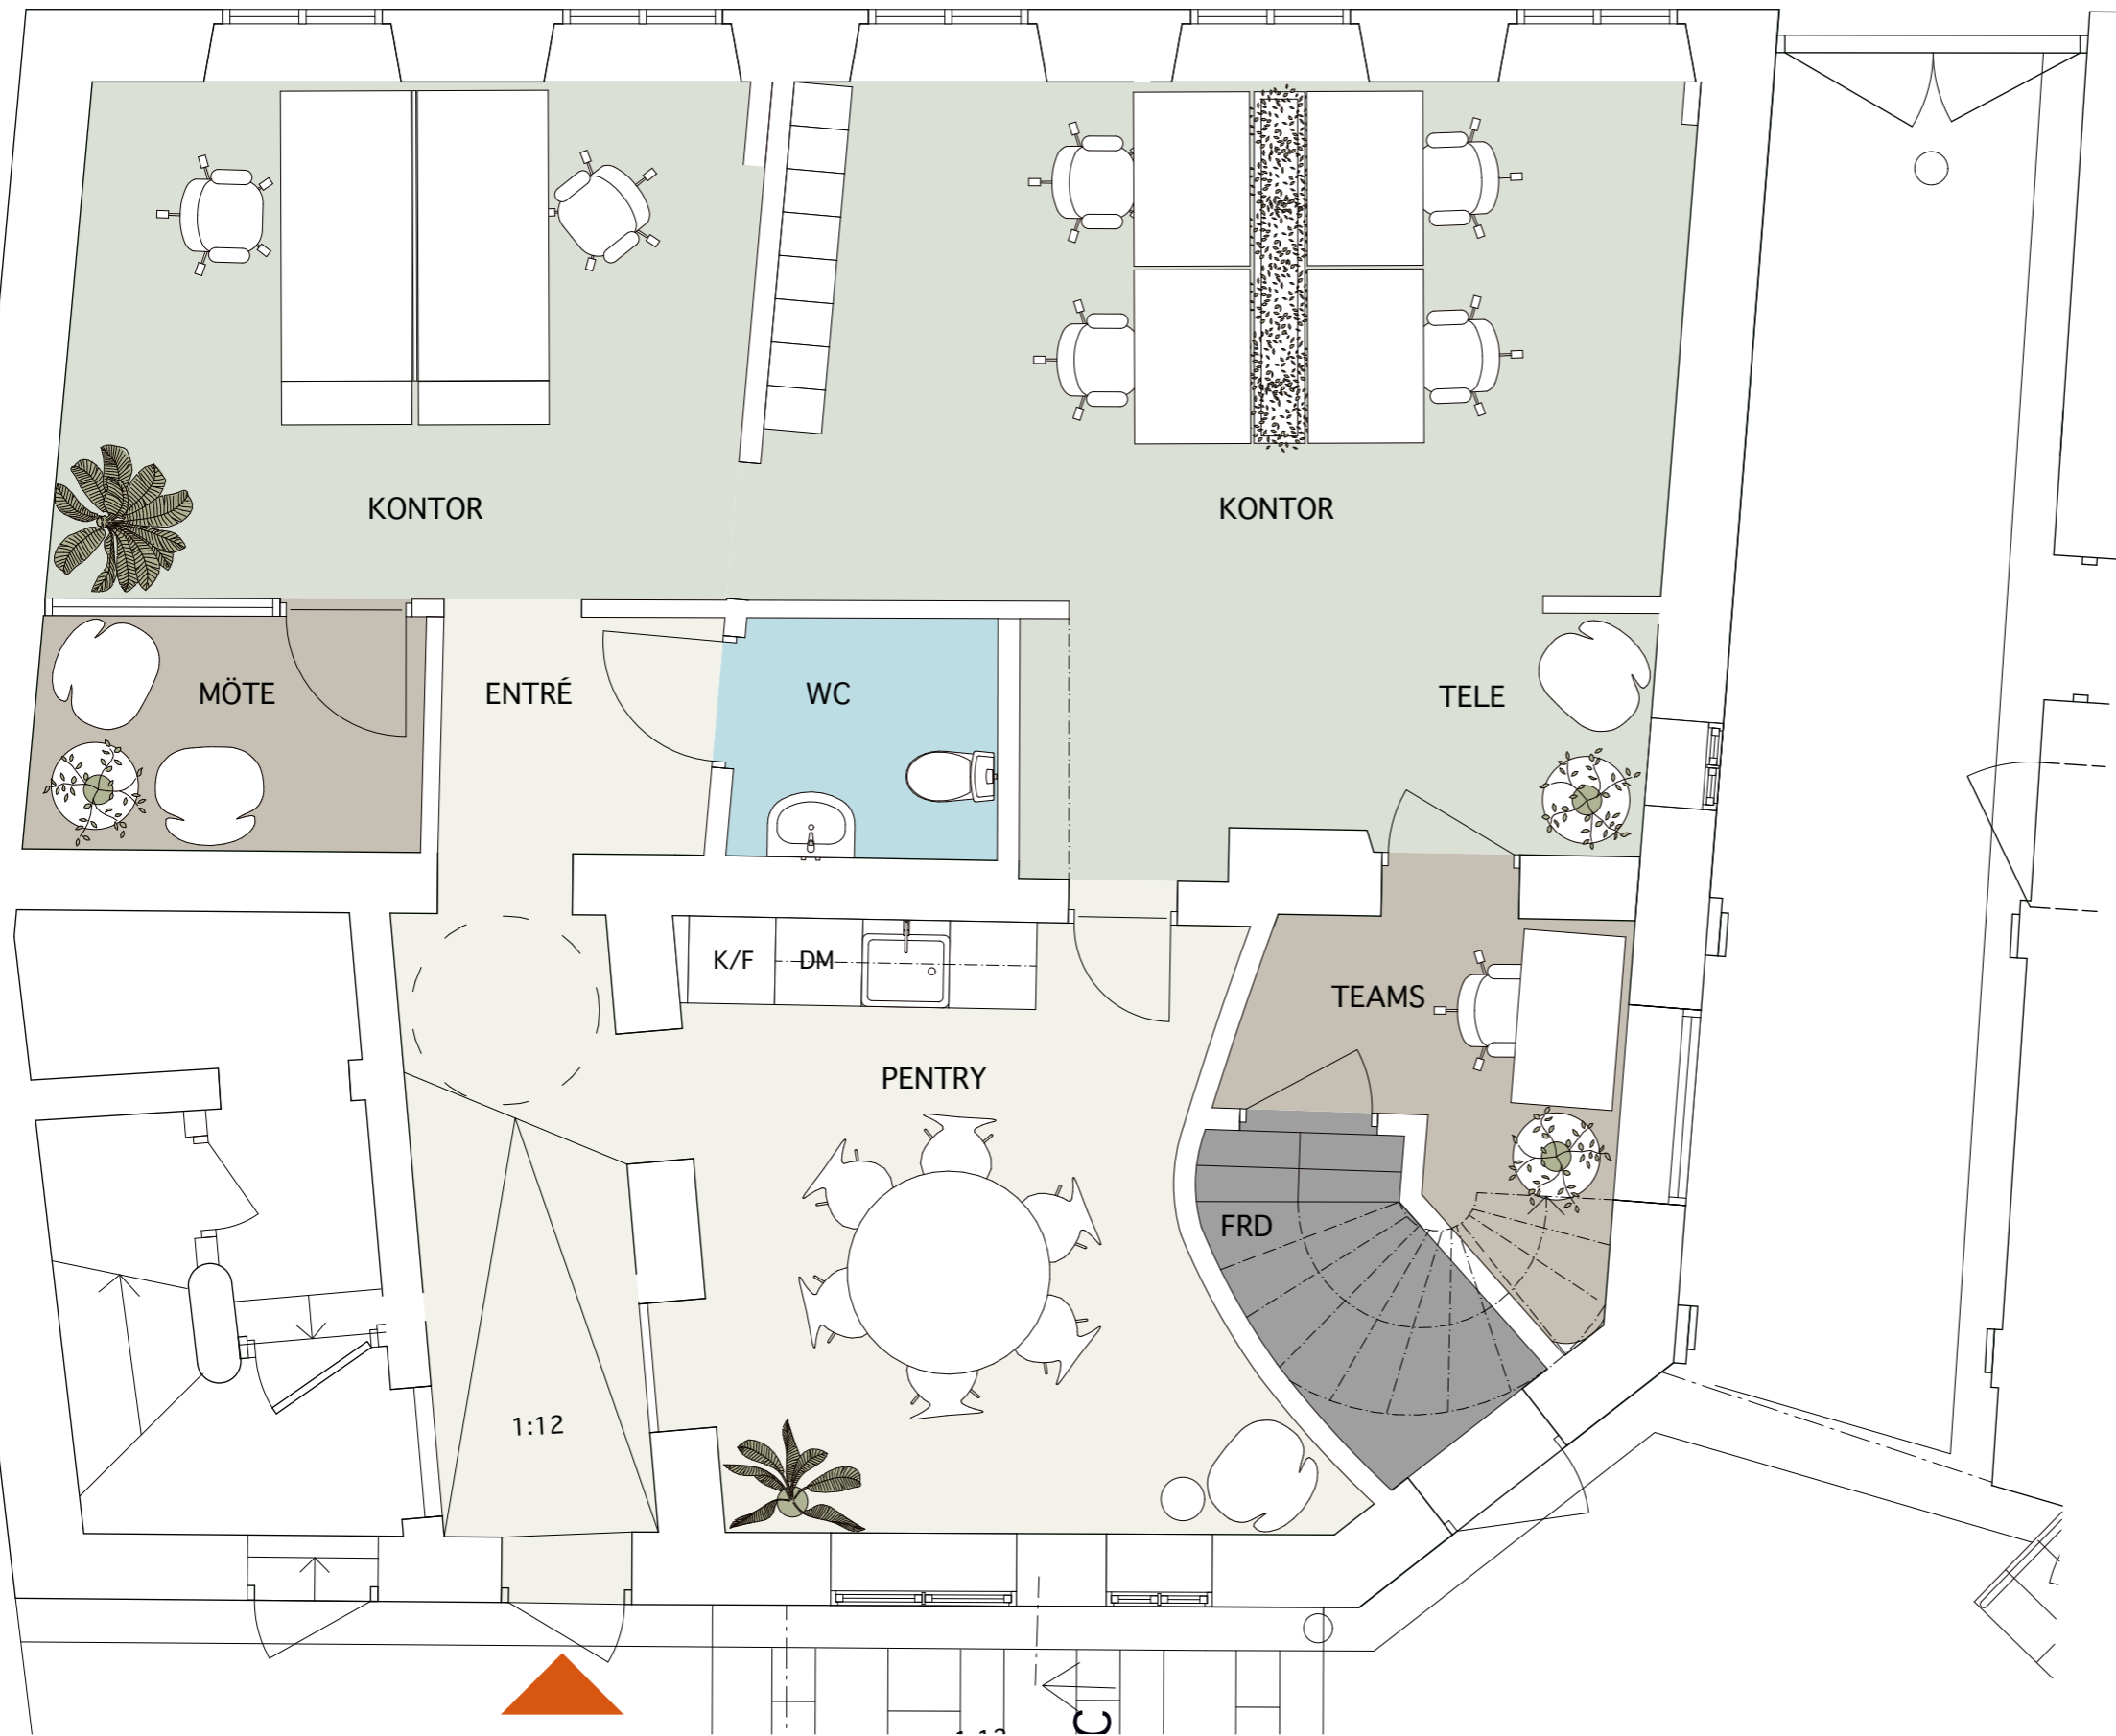 KONTOR
KONTOR
MÖTE
ENTRÉ
WC
TELE
K/F
DM
TEAMS
PENTRY
FRD
1:12
C